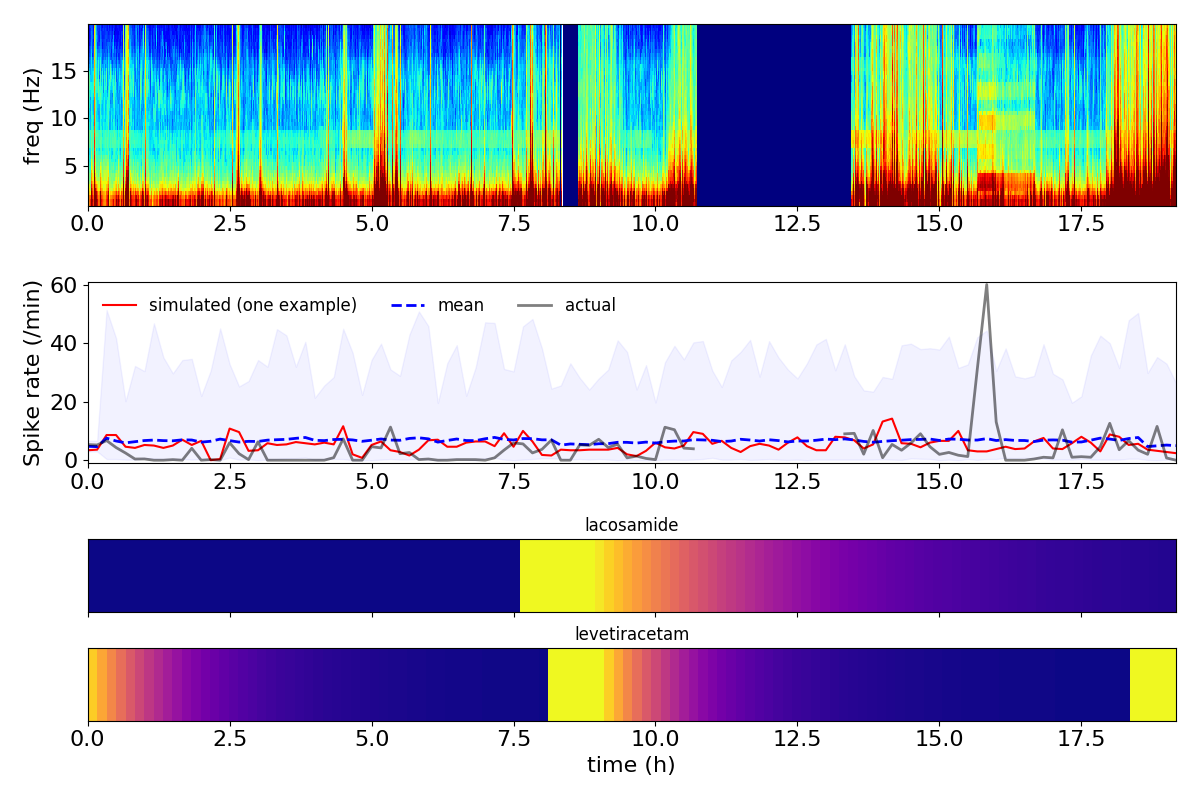 freq (Hz)
15
10
5
0.0 2.5 5.0 7.5 10.0 12.5 15.0 17.5
Spike rate (/min)
60
40
20
0
simulated (one example) mean actual
0.0 2.5 5.0 7.5 10.0 12.5 15.0 17.5
lacosamide
levetiracetam
0.0 2.5 5.0 7.5 10.0 12.5 15.0 17.5
time (h)